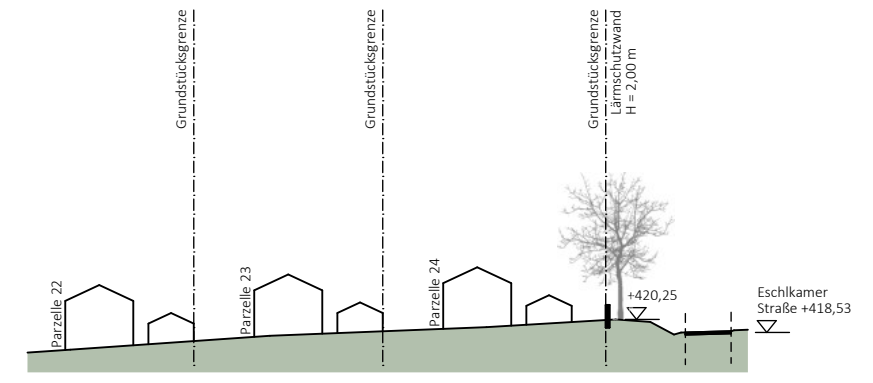 Grundstücksgrenze
Grundstücksgrenze
Grundstücksgrenze
Lärmschutzwand
H = 2,00 m
Parzelle 22
Parzelle 23
Parzelle 24
+420,25
Eschlkamer
Straße +418,53